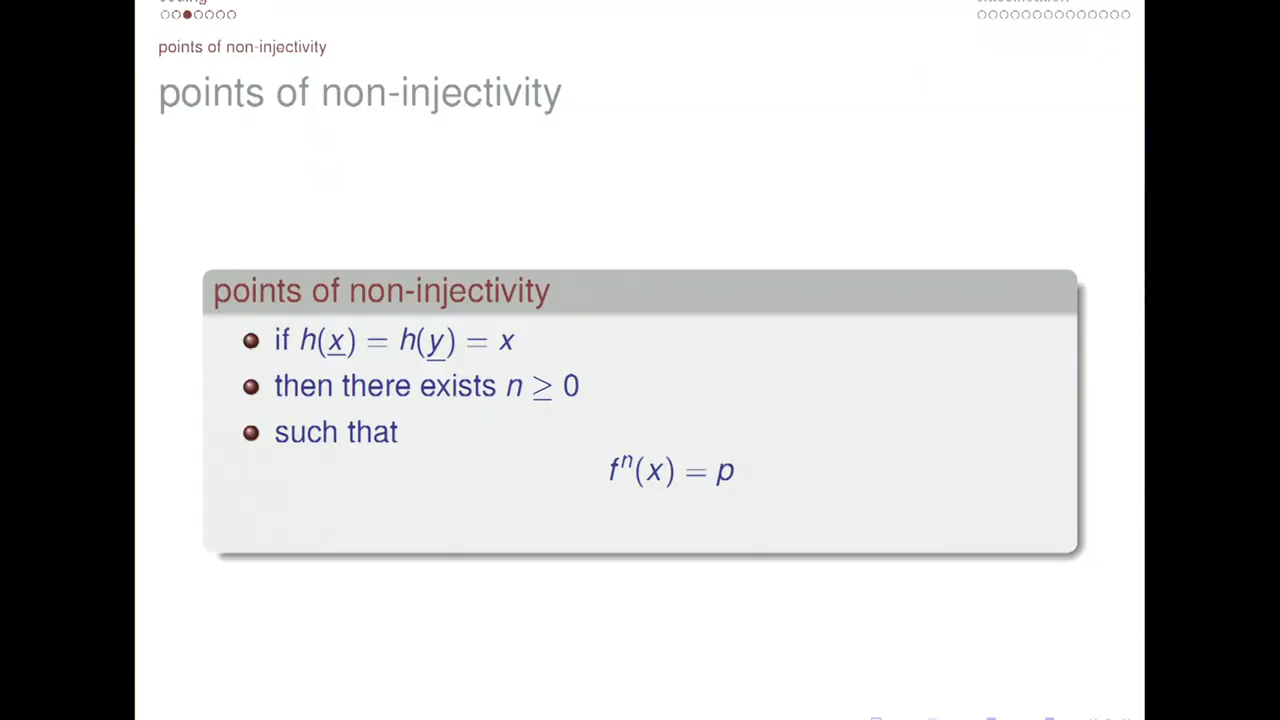 points of non-injectivity
points of non-injectivity
points of non-injectivity
if h(x̲) = h(y̲) = x
then there exists n ≥ 0
such that
fⁿ(x) = p